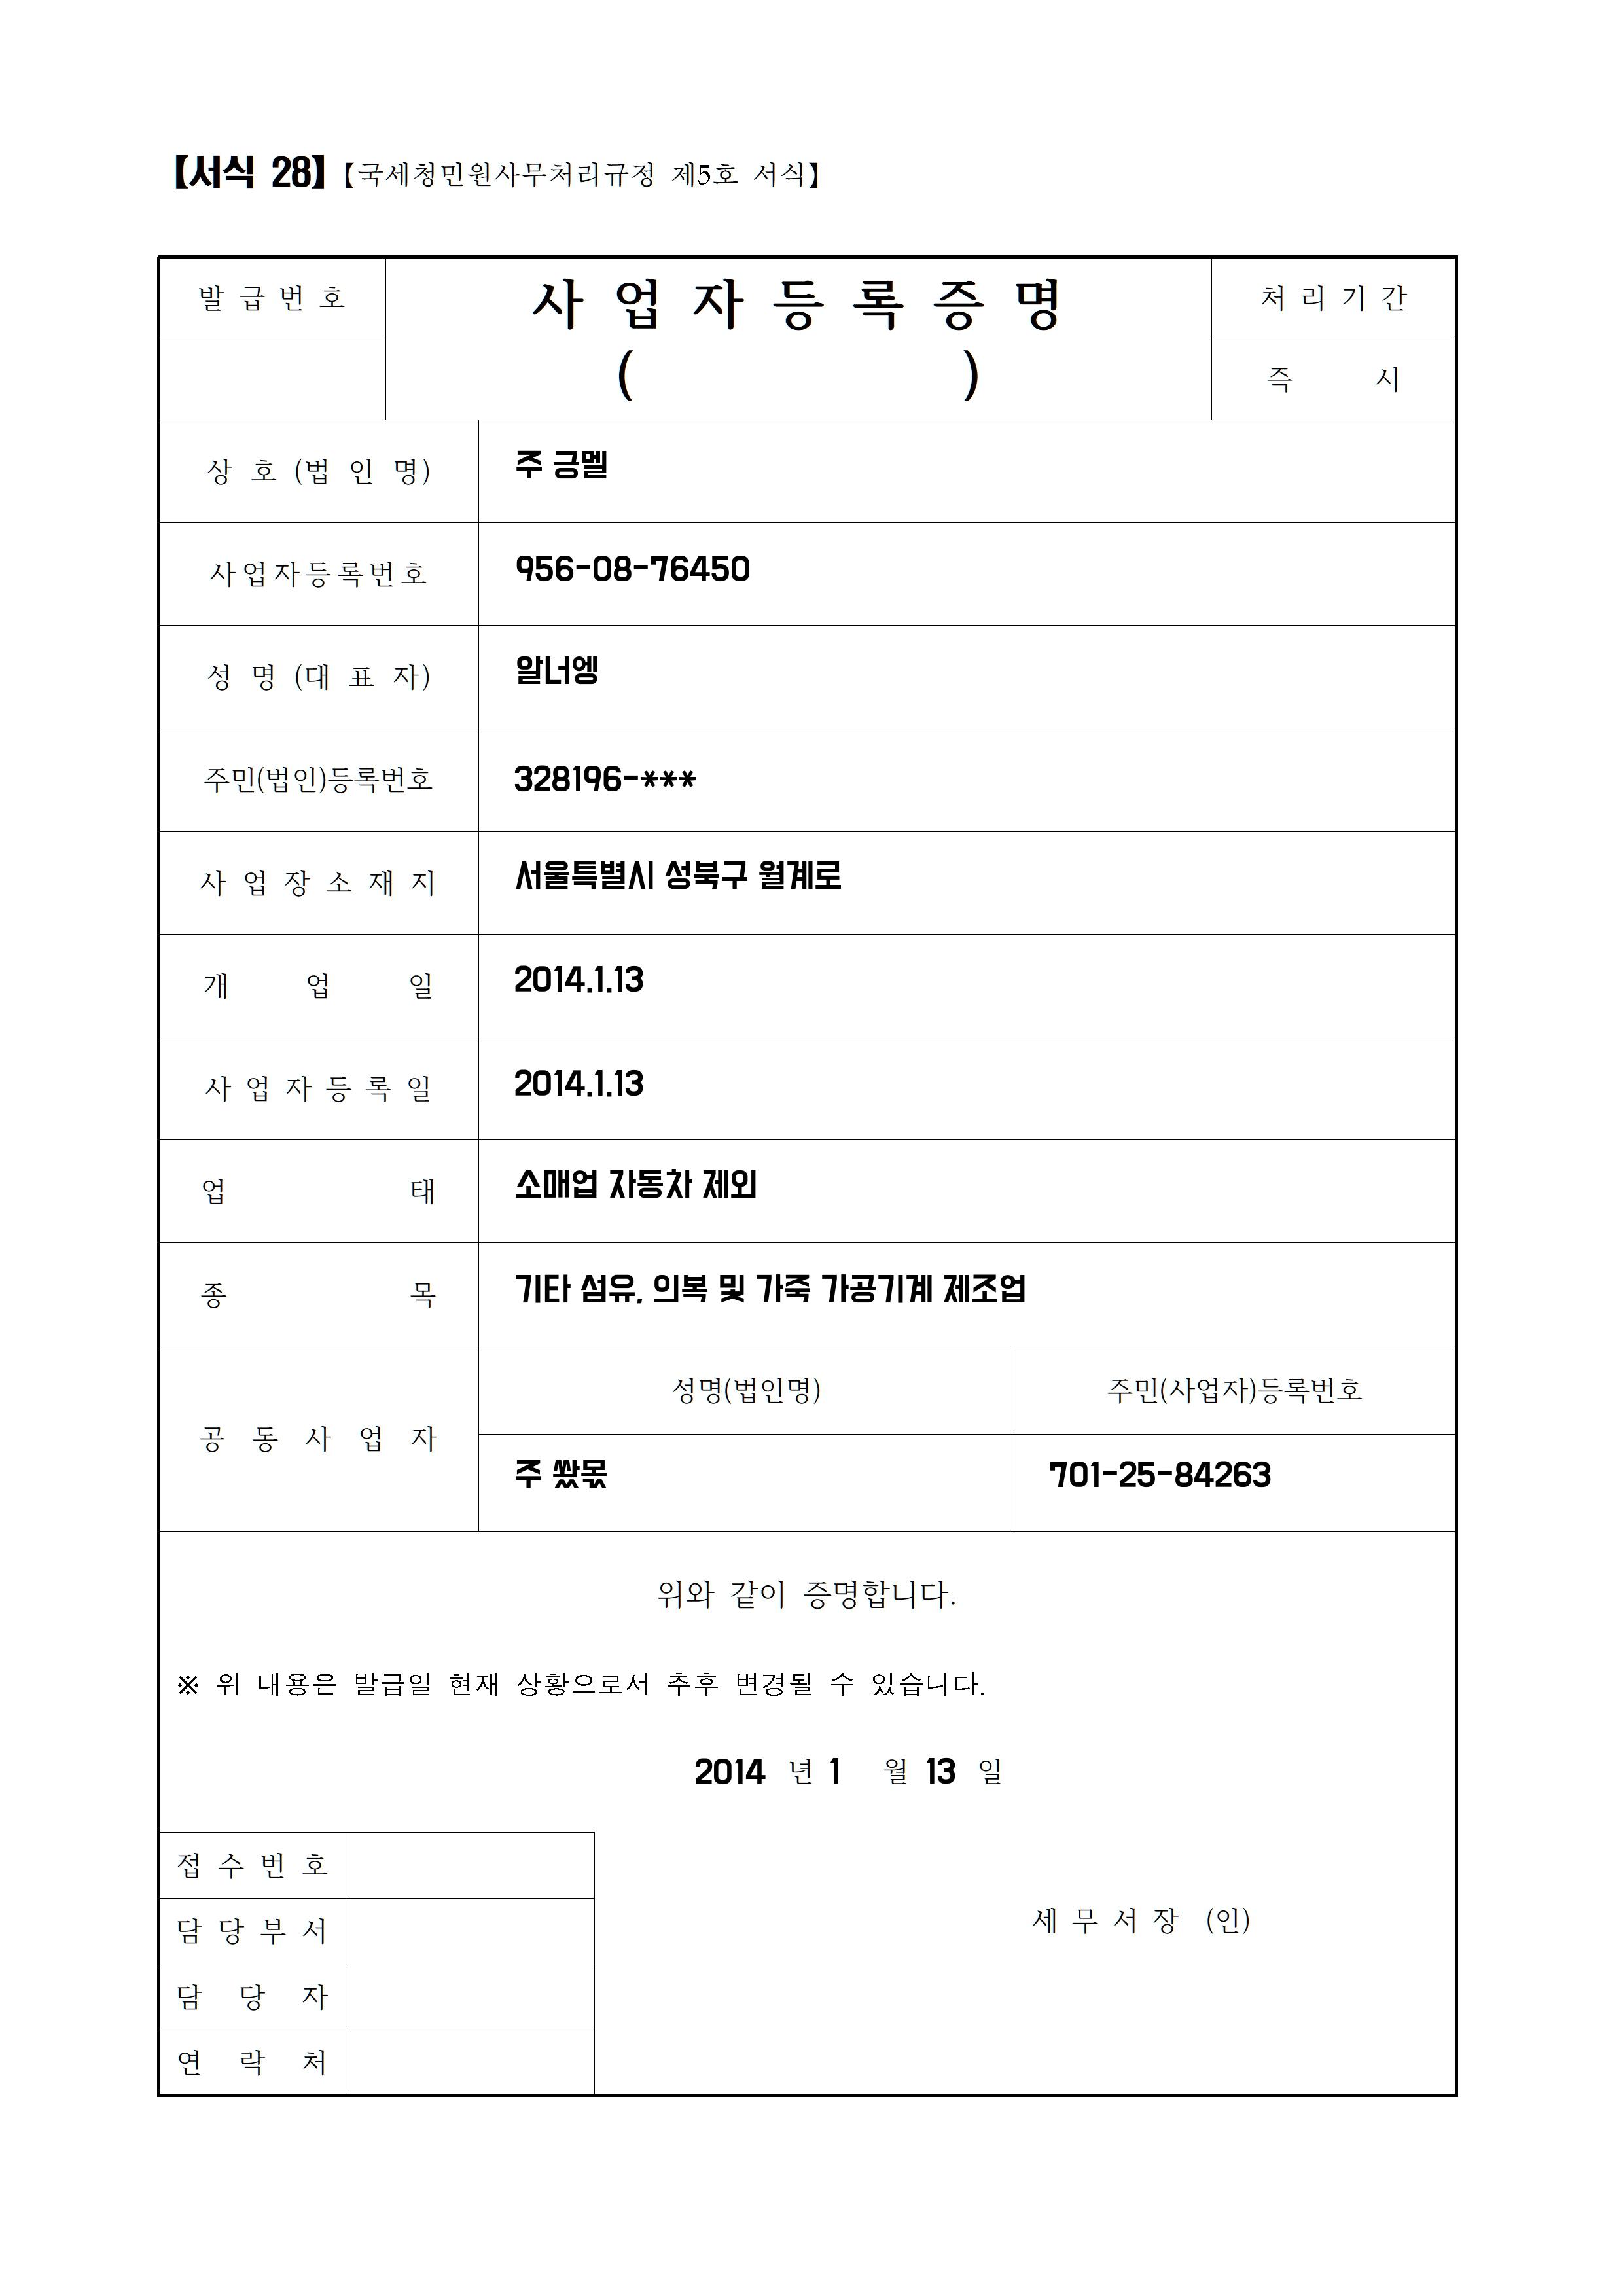 【서식 28】【국세청민원사무처리규정 제5호 서식】
발 급 번 호
사 업 자 등 록 증 명
( )
처 리 기 간
즉 시
상 호 (법 인 명) 주 긍멜
사업자등록번호 956-08-76450
성 명 (대 표 자) 알너엥
주민(법인)등록번호 328196-***
사 업 장 소 재 지 서울특별시 성북구 월계로
개 업 일 2014.1.13
사 업 자 등 록 일 2014.1.13
업 태 소매업 자동차 제외
종 목 기타 섬유, 의복 및 가죽 가공기계 제조업
공 동 사 업 자
성명(법인명) 주민(사업자)등록번호
주 쐈몫 701-25-84263
위와 같이 증명합니다.
※ 위 내용은 발급일 현재 상황으로서 추후 변경될 수 있습니다.
2014 년 1 월 13 일
접 수 번 호
담 당 부 서
세 무 서 장 (인)
담 당 자
연 락 처